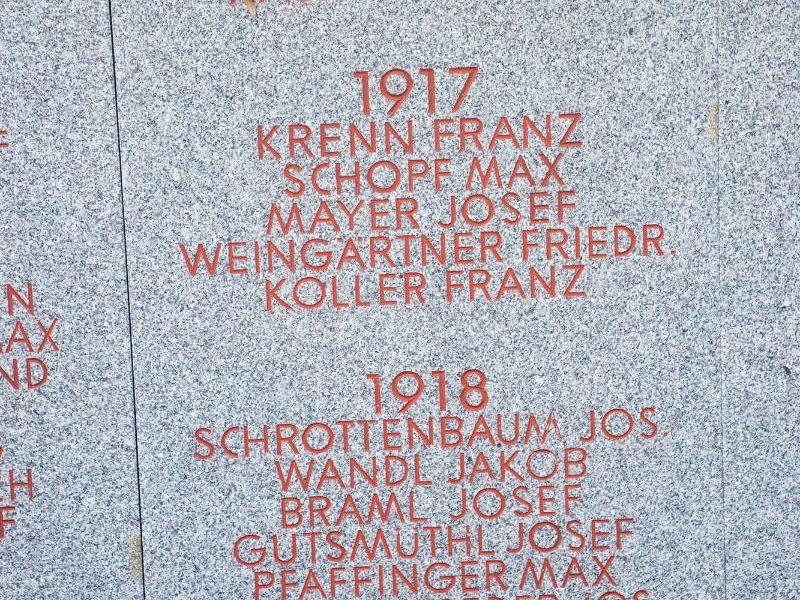 1917
KRENN FRANZ
SCHOPF MAX
MAYER JOSEF
WEINGÄRTNER FRIEDR.
KOLLER FRANZ
1918
SCHROTTENBAUM JOS.
WANDL JAKOB
BRAML JOSEF
GUTSMUTHL JOSEF
PFAFFINGER MAX